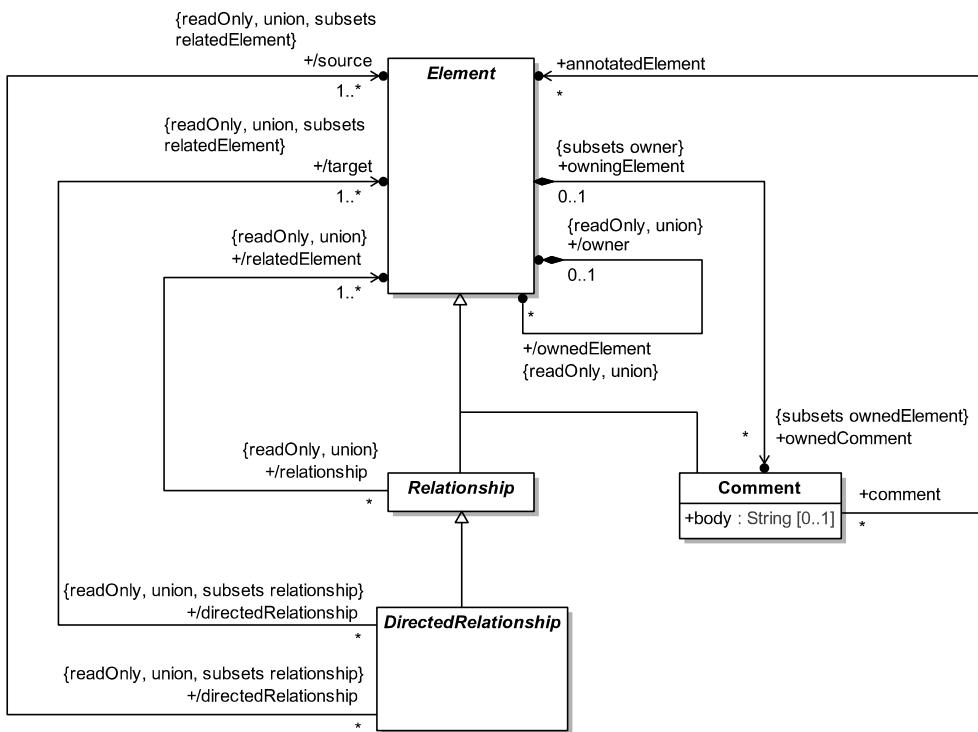 {readOnly, union, subsets
relatedElement}
+/source
1..*
Element
+annotatedElement
*
{readOnly, union, subsets
relatedElement}
+/target
1..*
{subsets owner}
+owningElement
0..1
{readOnly, union}
+/relatedElement
1..*
{readOnly, union}
+/owner
0..1
*
+/ownedElement
{readOnly, union}
{subsets ownedElement}
+ownedComment
*
{readOnly, union}
+/relationship
*
Relationship
Comment
+body : String [0..1]
+comment
*
{readOnly, union, subsets relationship}
+/directedRelationship
*
DirectedRelationship
{readOnly, union, subsets relationship}
+/directedRelationship
*